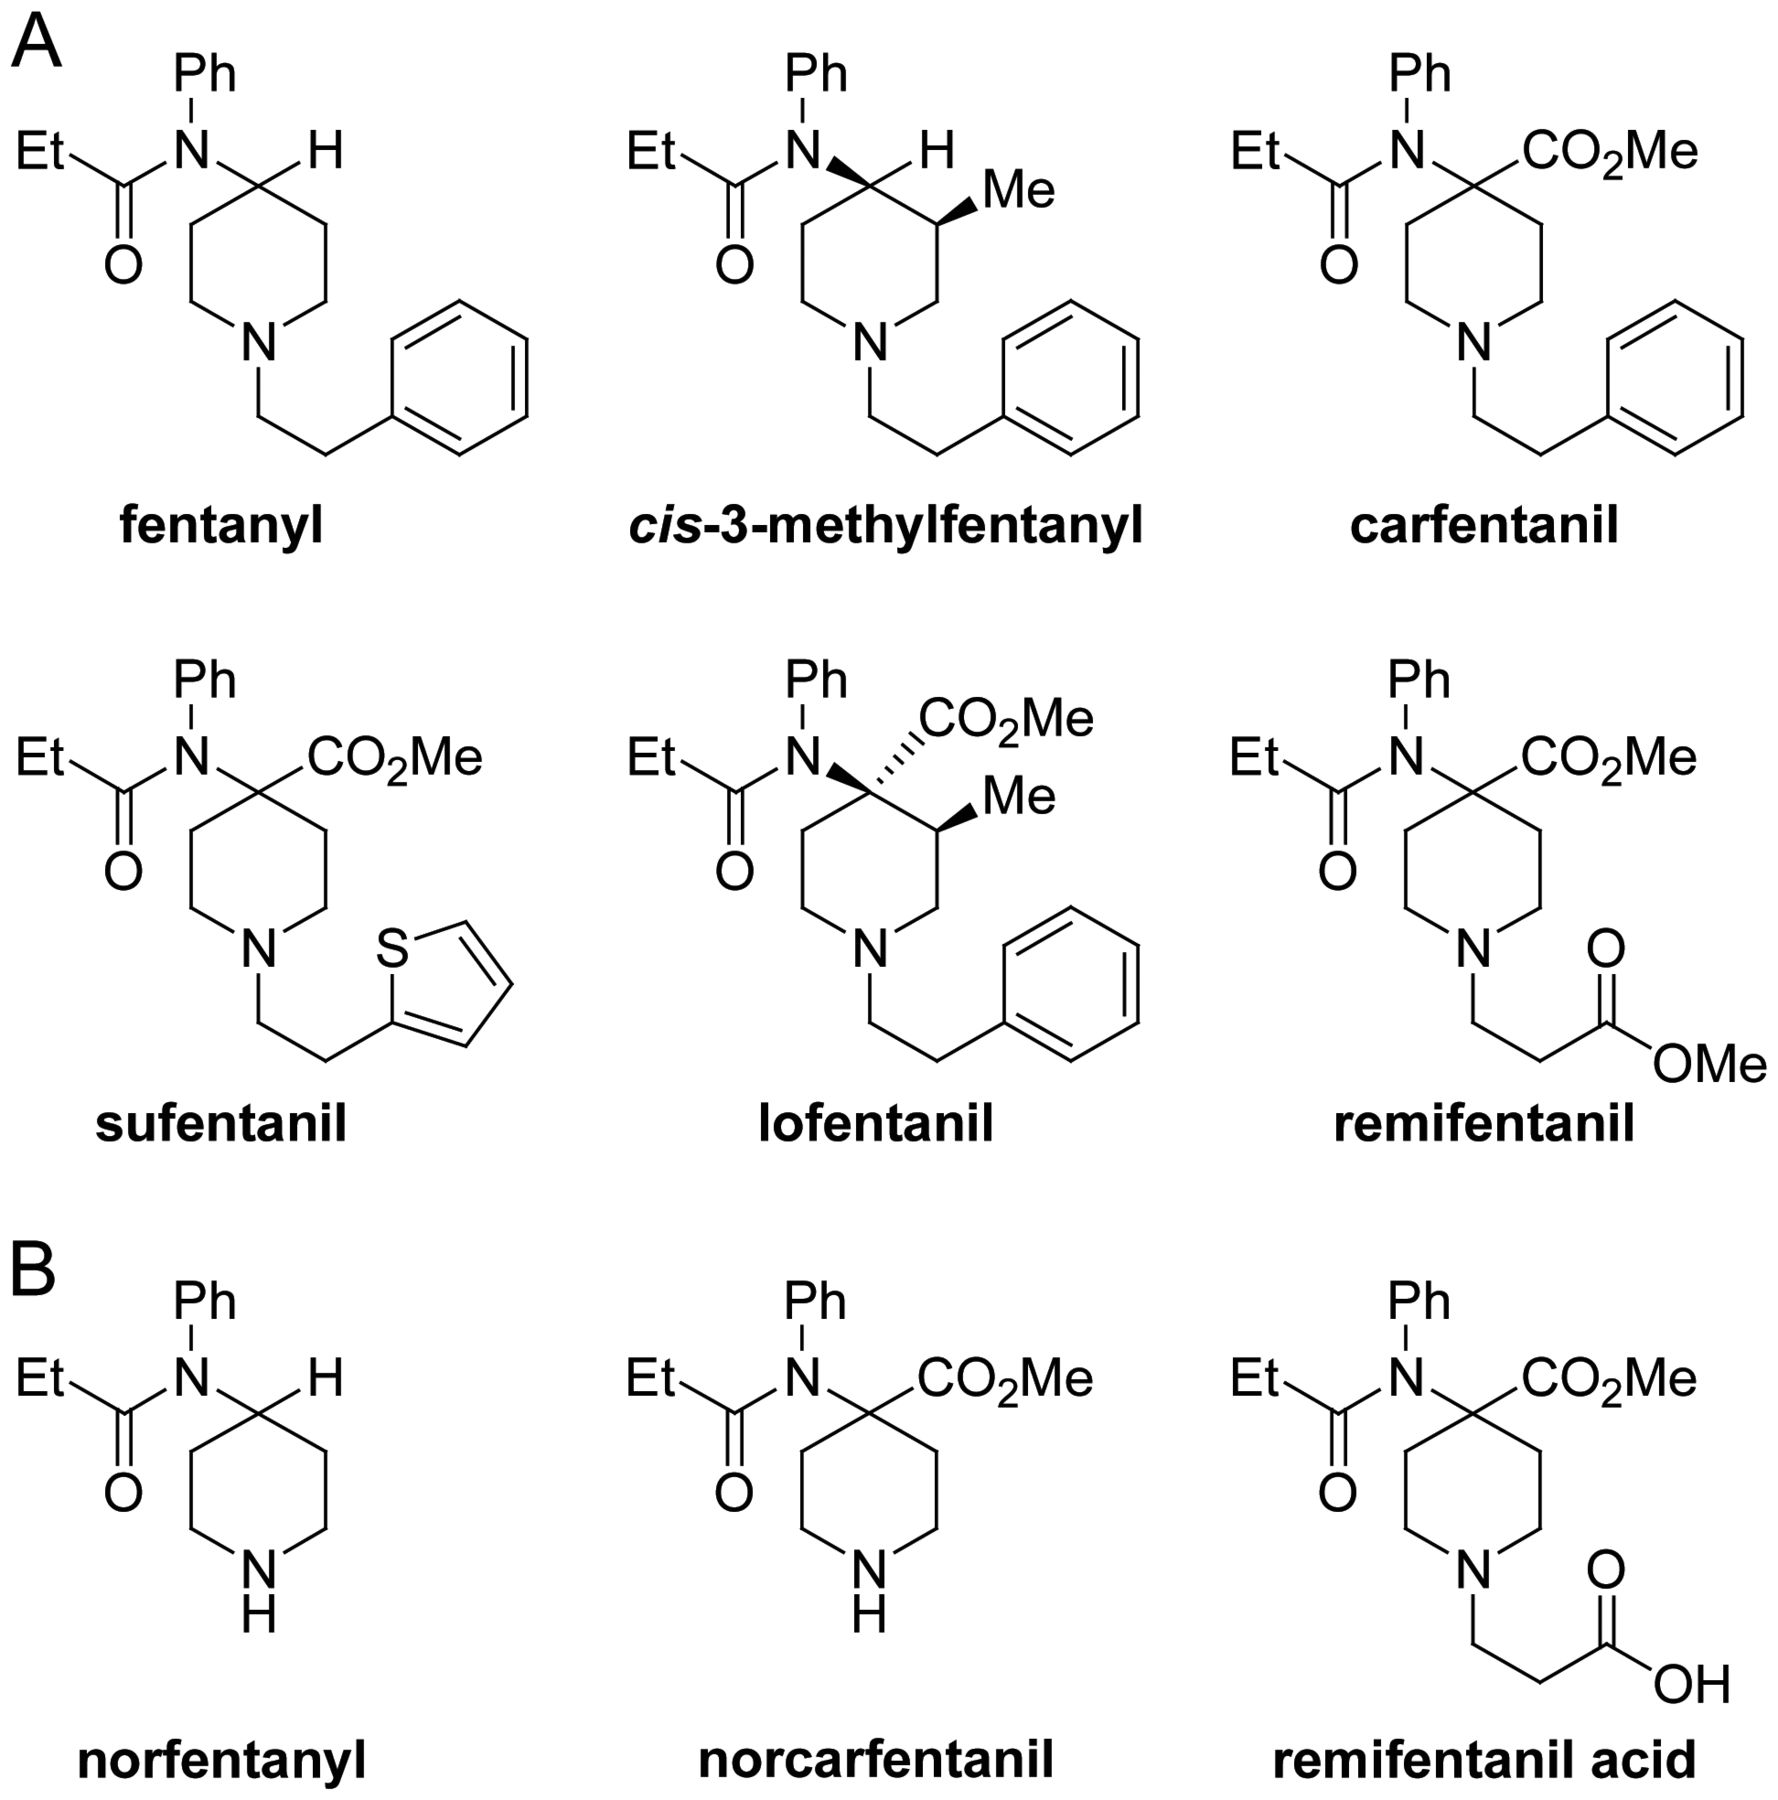 A
Ph Ph Ph
Et N H Et N H Me Et N CO2Me
O O O
N N N
fentanyl cis-3-methylfentanyl carfentanil
Ph Ph Ph
Et N CO2Me Et N CO2Me Me Et N CO2Me
O O O
N S N N O
OMe
sufentanil lofentanil remifentanil
B
Ph Ph Ph
Et N H Et N CO2Me Et N CO2Me
O O O
N N N O
H H OH
norfentanyl norcarfentanil remifentanil acid